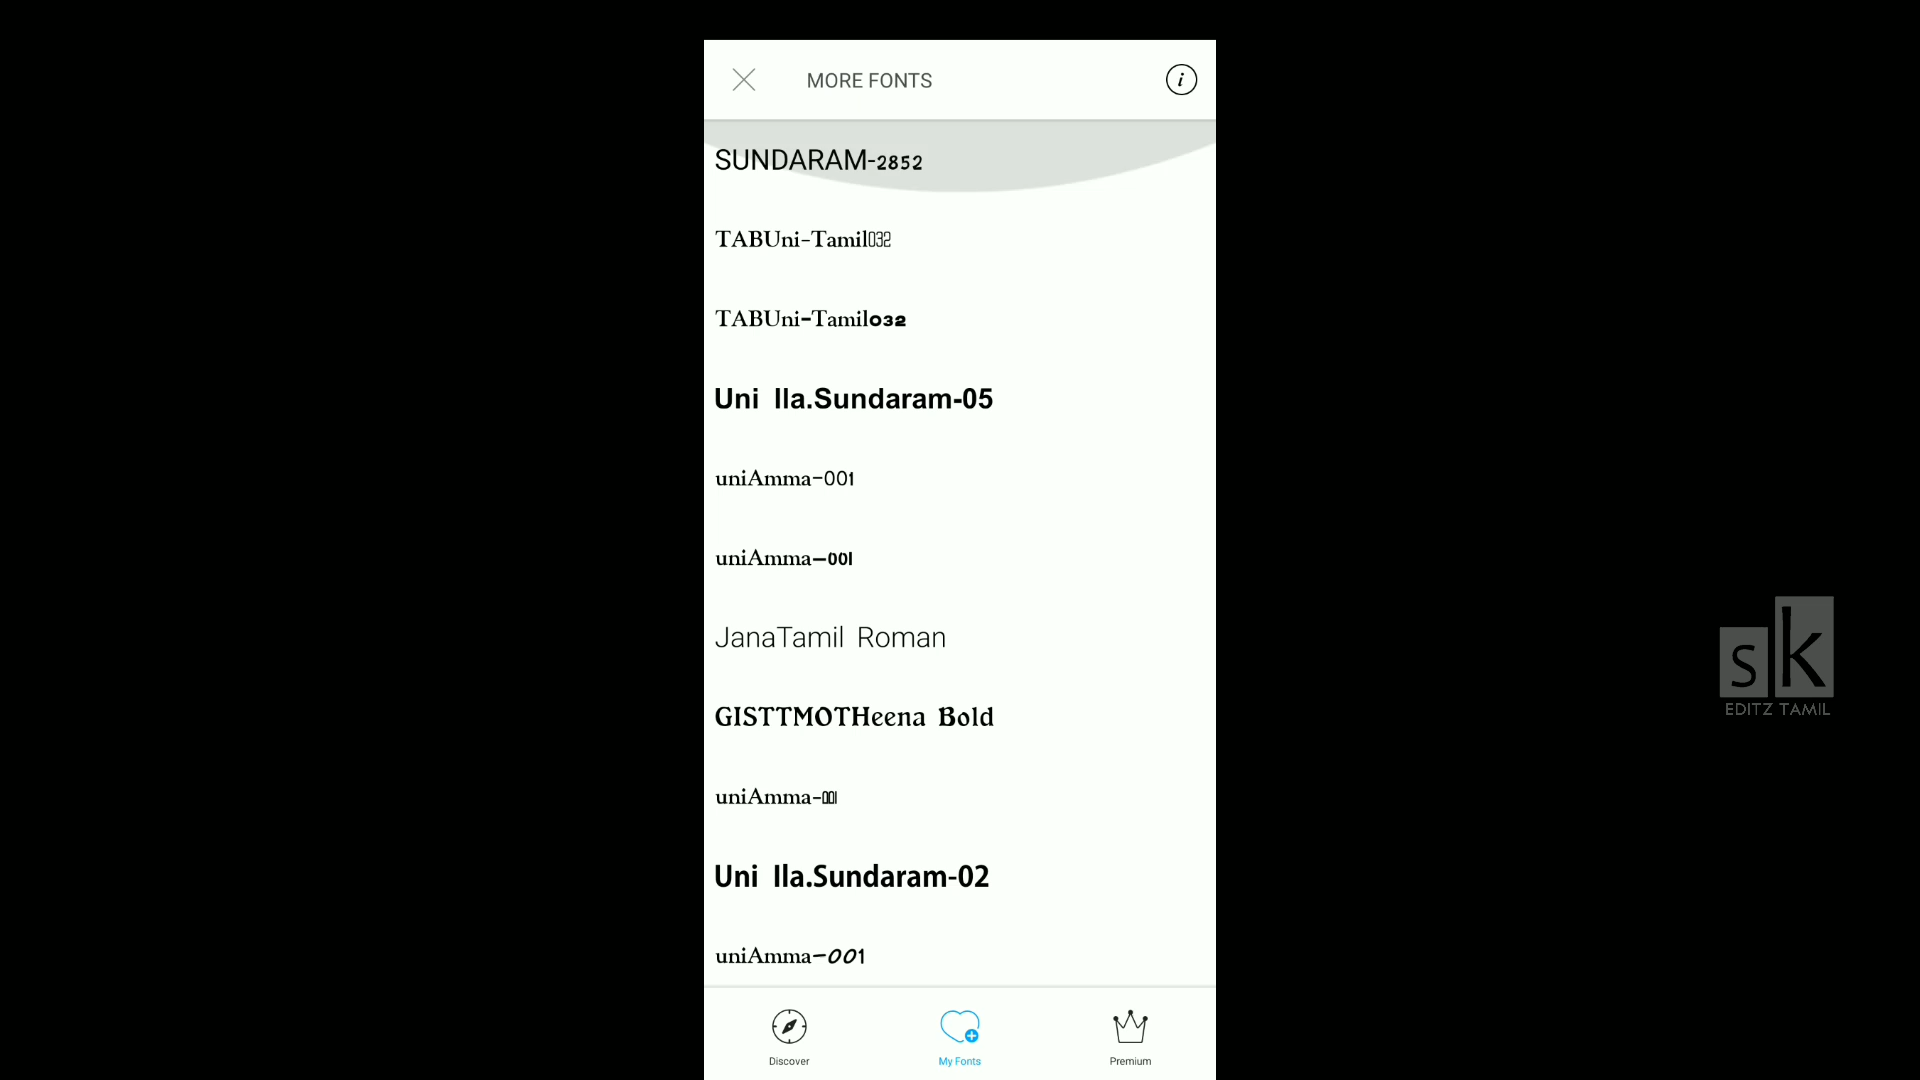 MORE FONTS
SUNDARAM-2852
TABUni-Tamil032
TABUni-Tamil032
Uni Ila.Sundaram-05
uniAmma-001
uniAmma-001
JanaTamil Roman
GISTTMOTHeena Bold
uniAmma-001
Uni Ila.Sundaram-02
uniAmma-001
Discover
My Fonts
Premium
sk
EDITZ TAMIL